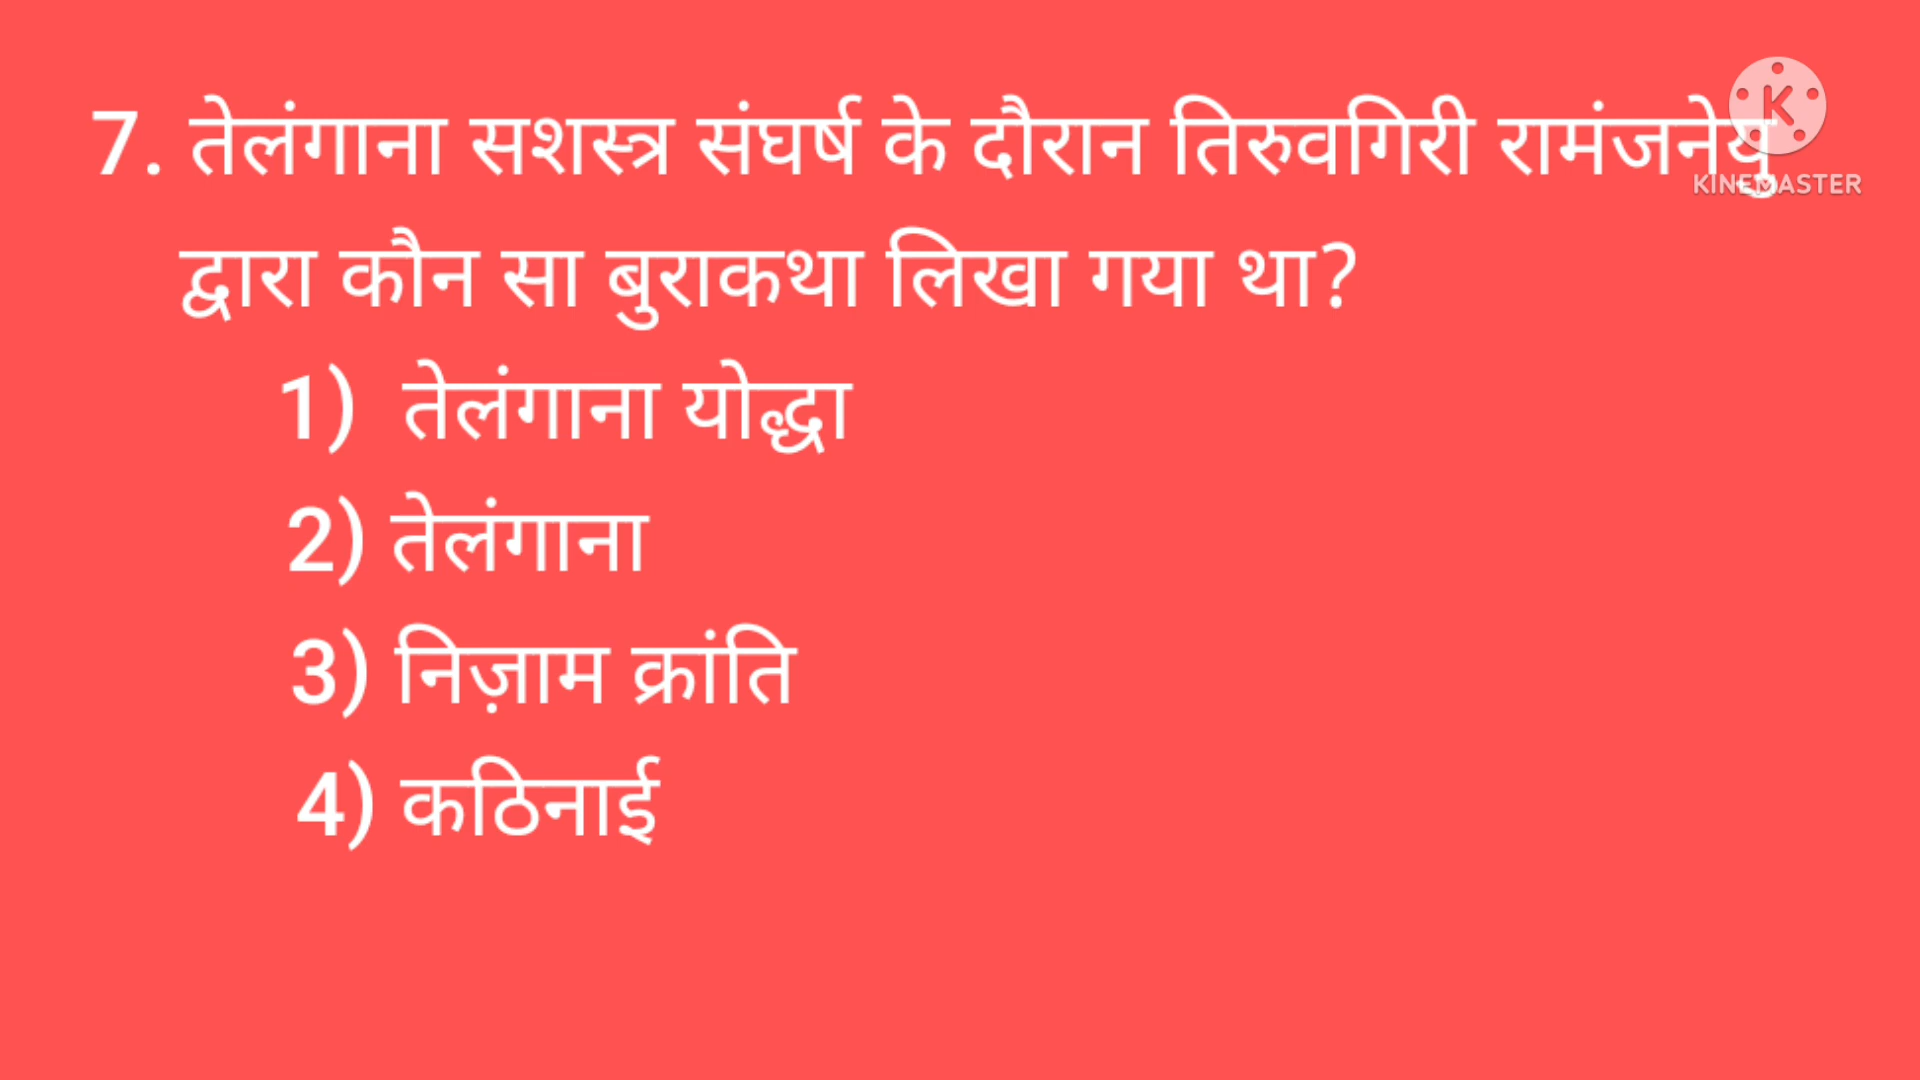 7. तेलंगाना सशस्त्र संघर्ष के दौरान तिरुवगिरी रामंजनेयु
द्वारा कौन सा बुराकथा लिखा गया था?
1) तेलंगाना योद्धा
2) तेलंगाना
3) निज़ाम क्रांति
4) कठिनाई
K
KINEMASTER